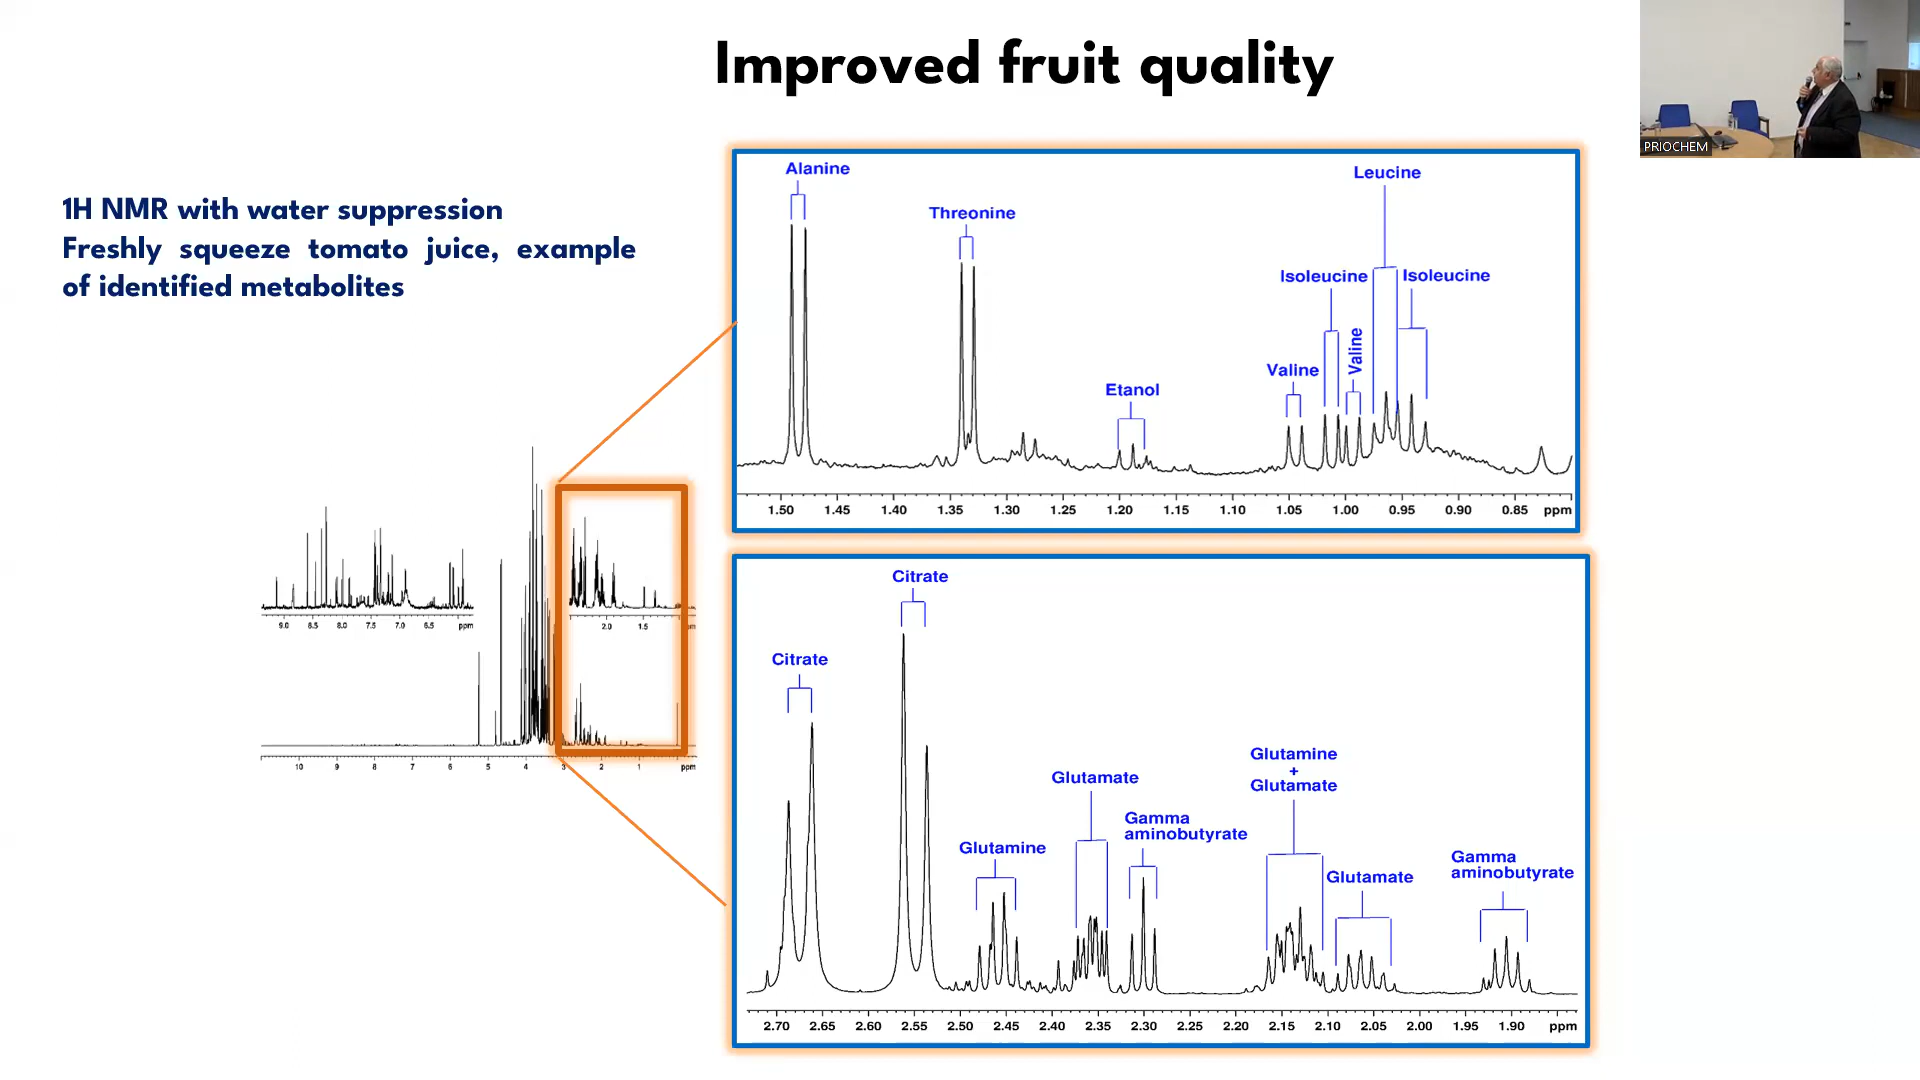 Improved fruit quality
PRIOCHEM
1H NMR with water suppression
Freshly squeeze tomato juice, example
of identified metabolites
Alanine
Threonine
Etanol
Valine
Isoleucine
Valine
Leucine
Isoleucine
1.50 1.45 1.40 1.35 1.30 1.25 1.20 1.15 1.10 1.05 1.00 0.95 0.90 0.85 ppm
9.0 8.5 8.0 7.5 7.0 6.5 ppm
2.0 1.5
10 9 8 7 6 5 4 3 2 1 ppm
Citrate
Citrate
Glutamine
Glutamate
Gamma
aminobutyrate
Glutamine
+
Glutamate
Glutamate
Gamma
aminobutyrate
2.70 2.65 2.60 2.55 2.50 2.45 2.40 2.35 2.30 2.25 2.20 2.15 2.10 2.05 2.00 1.95 1.90 ppm